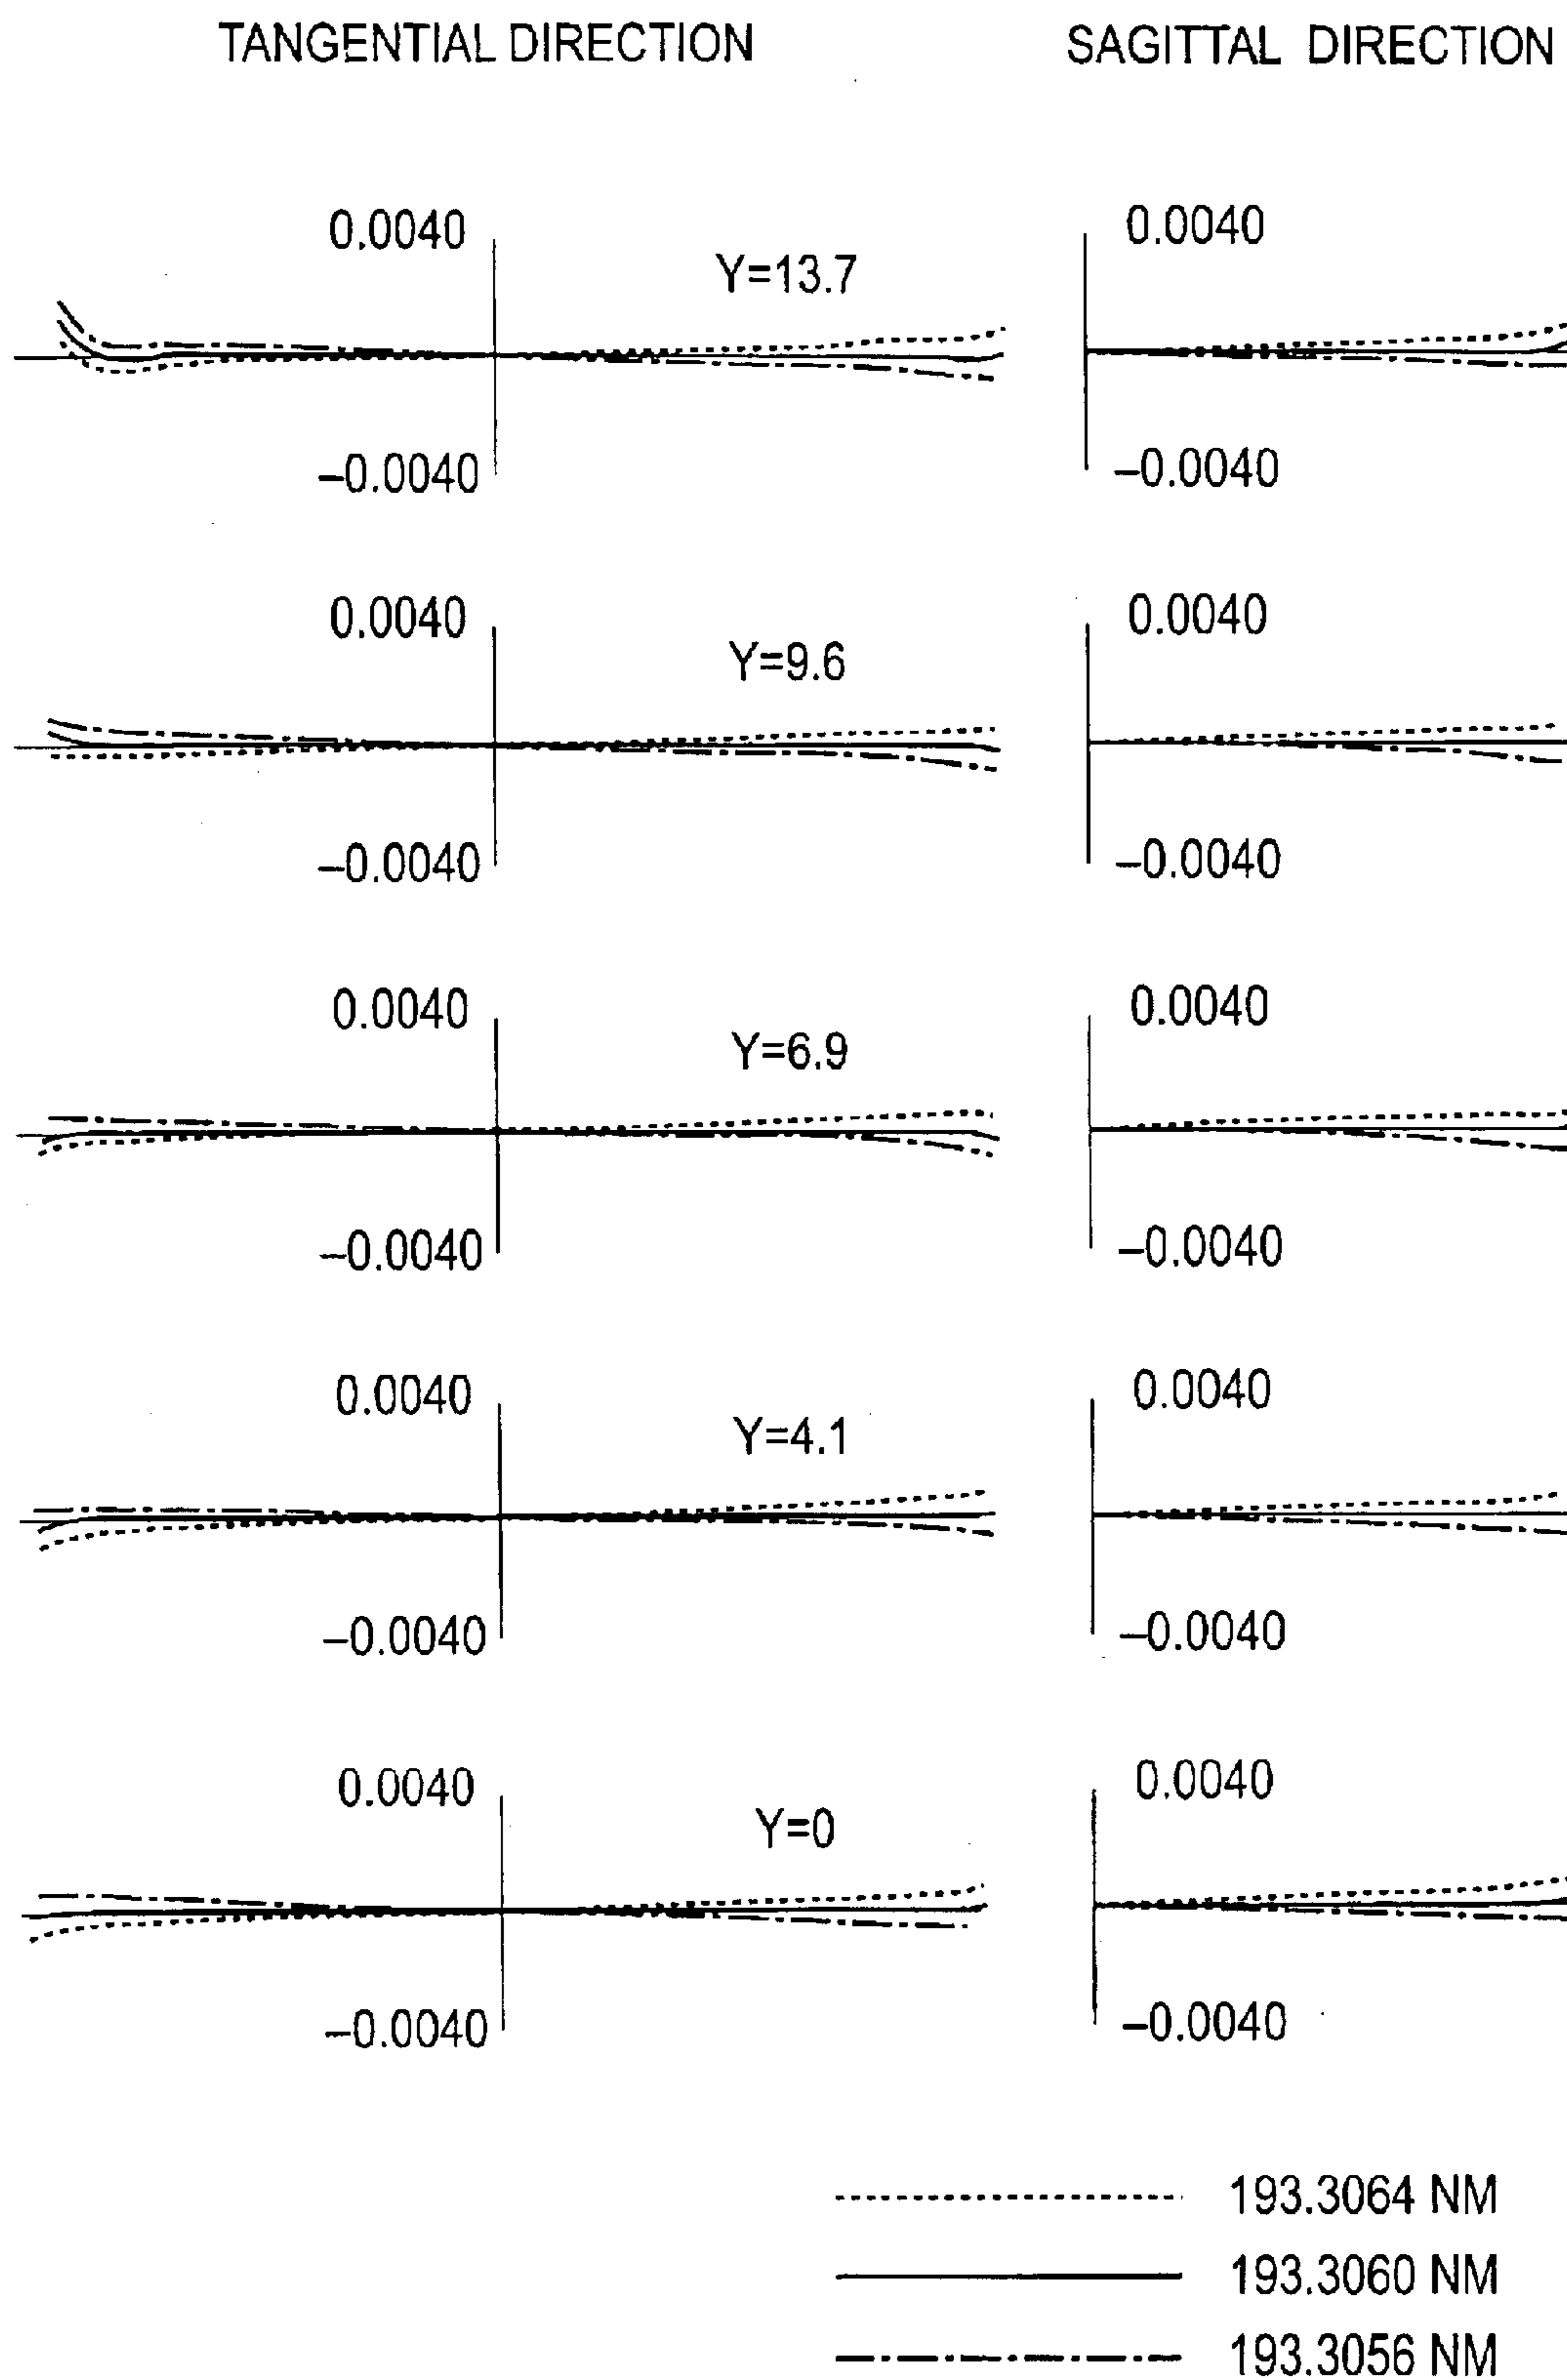 TANGENTIAL DIRECTION SAGITTAL DIRECTION
0.0040 0.0040
Y=13.7
–0.0040 –0.0040
0.0040 0.0040
Y=9.6
–0.0040 –0.0040
0.0040 0.0040
Y=6.9
–0.0040 –0.0040
0.0040 0.0040
Y=4.1
–0.0040 –0.0040
0.0040 0.0040
Y=0
–0.0040 –0.0040
193.3064 NM
193.3060 NM
193.3056 NM